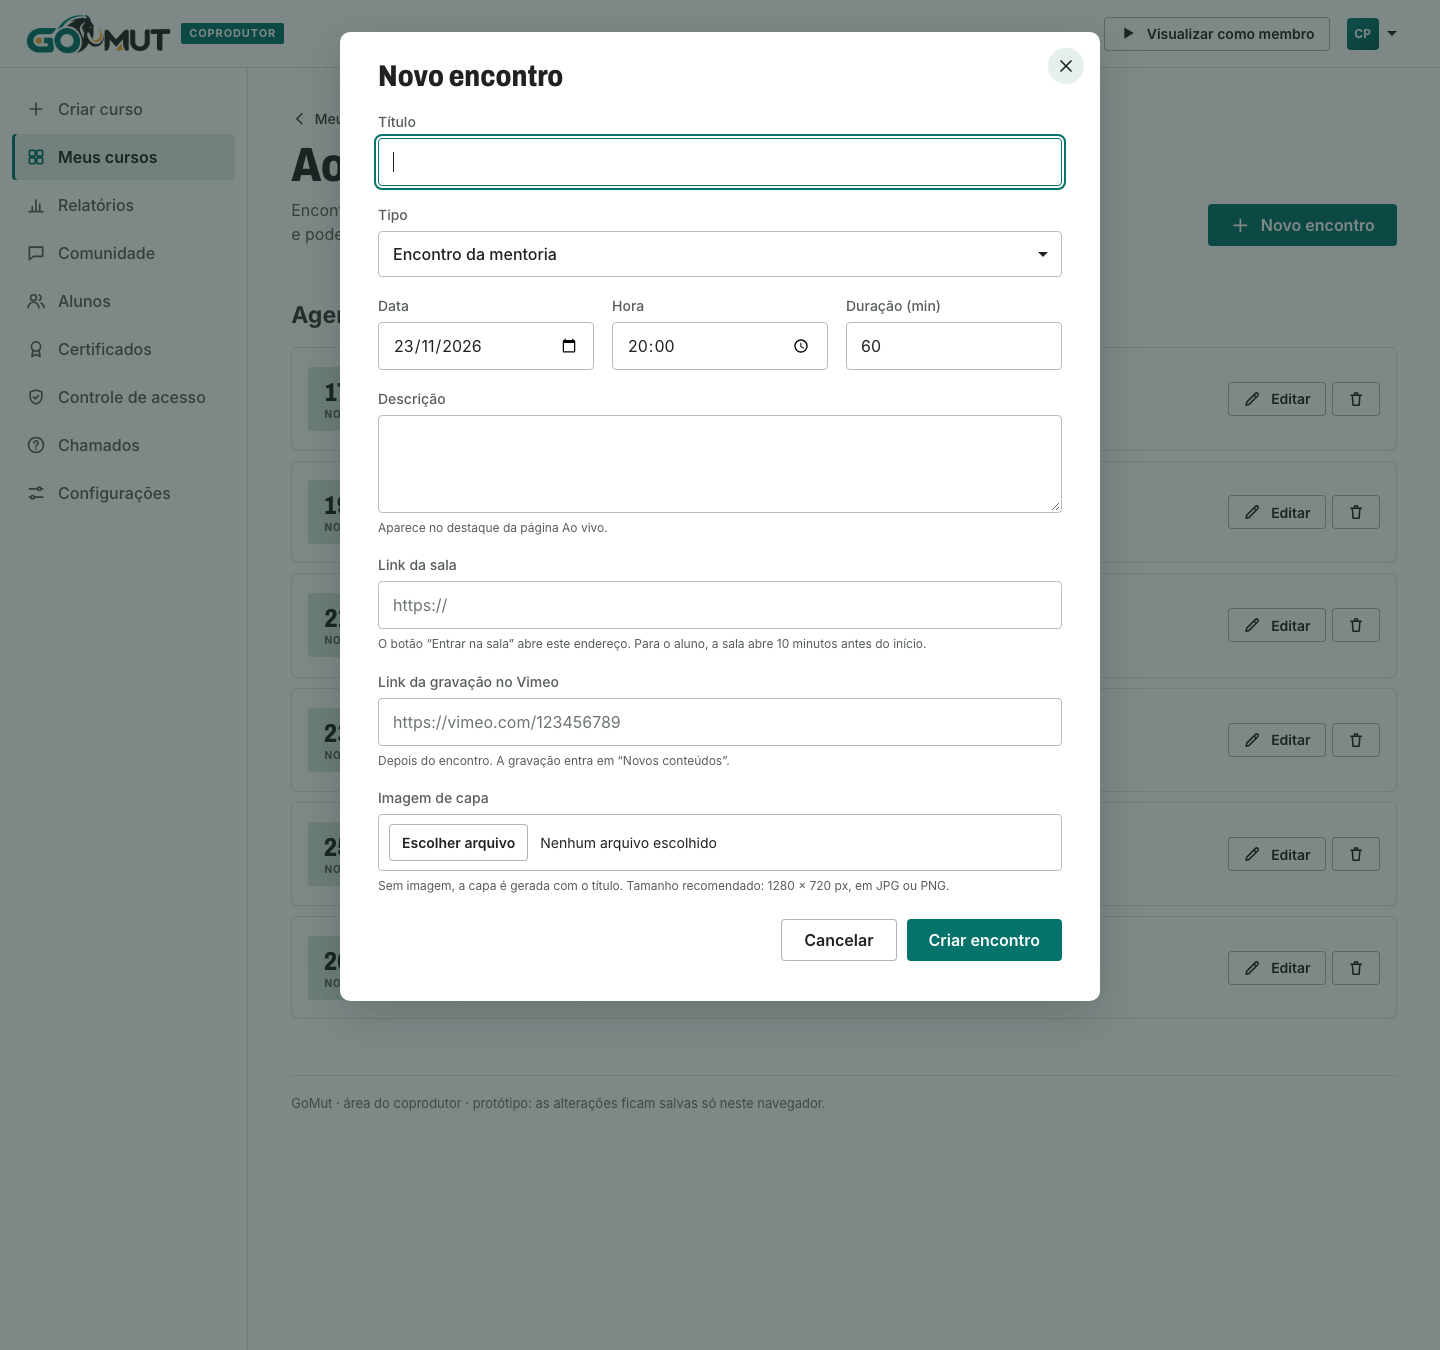 GOMUT
COPRODUTOR
Visualizar como membro
CP
Criar curso
Meus cursos
Relatórios
Comunidade
Alunos
Certificados
Controle de acesso
Chamados
Configurações
Novo encontro
Editar
Editar
Editar
Editar
Editar
Editar
Novo encontro
Título
Tipo
Encontro da mentoria
Data
Hora
Duração (min)
23/11/2026
20:00
60
Descrição
Aparece no destaque da página Ao vivo.
Link da sala
https://
O botão “Entrar na sala” abre este endereço. Para o aluno, a sala abre 10 minutos antes do início.
Link da gravação no Vimeo
https://vimeo.com/123456789
Depois do encontro. A gravação entra em “Novos conteúdos”.
Imagem de capa
Escolher arquivo
Nenhum arquivo escolhido
Sem imagem, a capa é gerada com o título. Tamanho recomendado: 1280 × 720 px, em JPG ou PNG.
Cancelar
Criar encontro
GoMut · área do coprodutor · protótipo: as alterações ficam salvas só neste navegador.